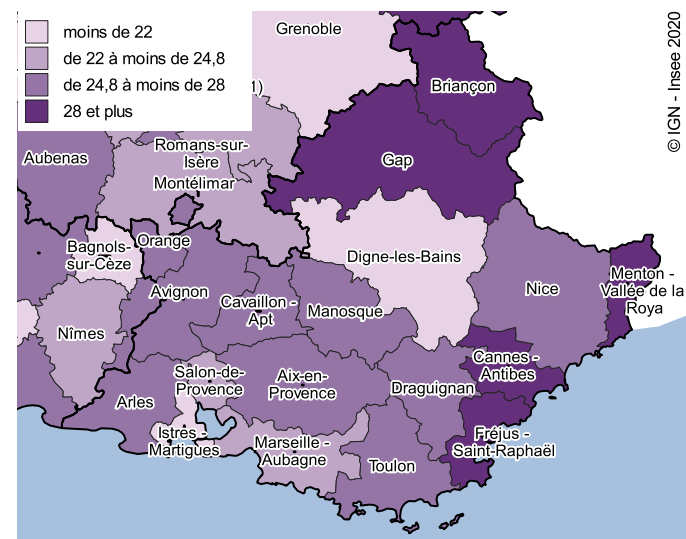 moins de 22
de 22 à moins de 24,8
de 24,8 à moins de 28
28 et plus
1)
Grenoble
© IGN - Insee 2020
Briançon
Aubenas
Romans-sur-
Isère
Gap
Montélimar
Bagnols-
sur-Cèze
Orange
Digne-les-Bains
Menton -
Vallée de la
Roya
Avignon
Cavaillon -
Apt
Manosque
Nice
Nîmes
Salon-de-
Provence
Aix-en-
Provence
Cannes -
Antibes
Draguignan
Arles
Istres -
Martigues
Marseille -
Aubagne
Toulon
Fréjus -
Saint-Raphaël